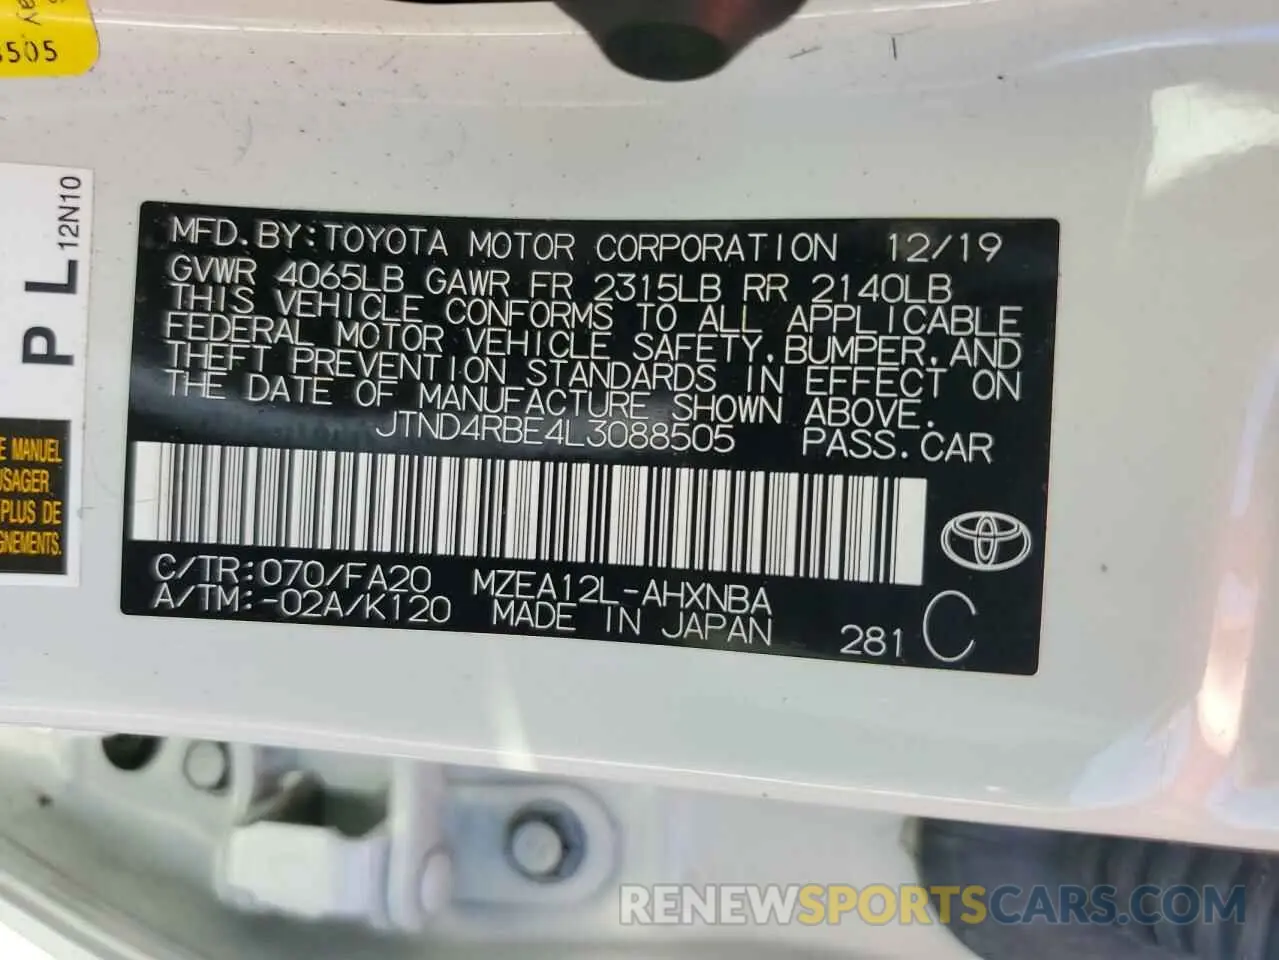 ay
8505
P L 12N10
MFD.BY:TOYOTA MOTOR CORPORATION 12/19
GVWR 4065LB GAWR FR 2315LB RR 2140LB
THIS VEHICLE CONFORMS TO ALL APPLICABLE
FEDERAL MOTOR VEHICLE SAFETY,BUMPER,AND
THEFT PREVENTION STANDARDS IN EFFECT ON
THE DATE OF MANUFACTURE SHOWN ABOVE.
JTND4RBE4L3088505 PASS.CAR
C/TR:070/FA20 MZEA12L-AHXNBA
A/TM:-02A/K120 MADE IN JAPAN
281 C
E MANUEL
USAGER
PLUS DE
GNEMENTS.
RENEWSPORTSCARS.COM